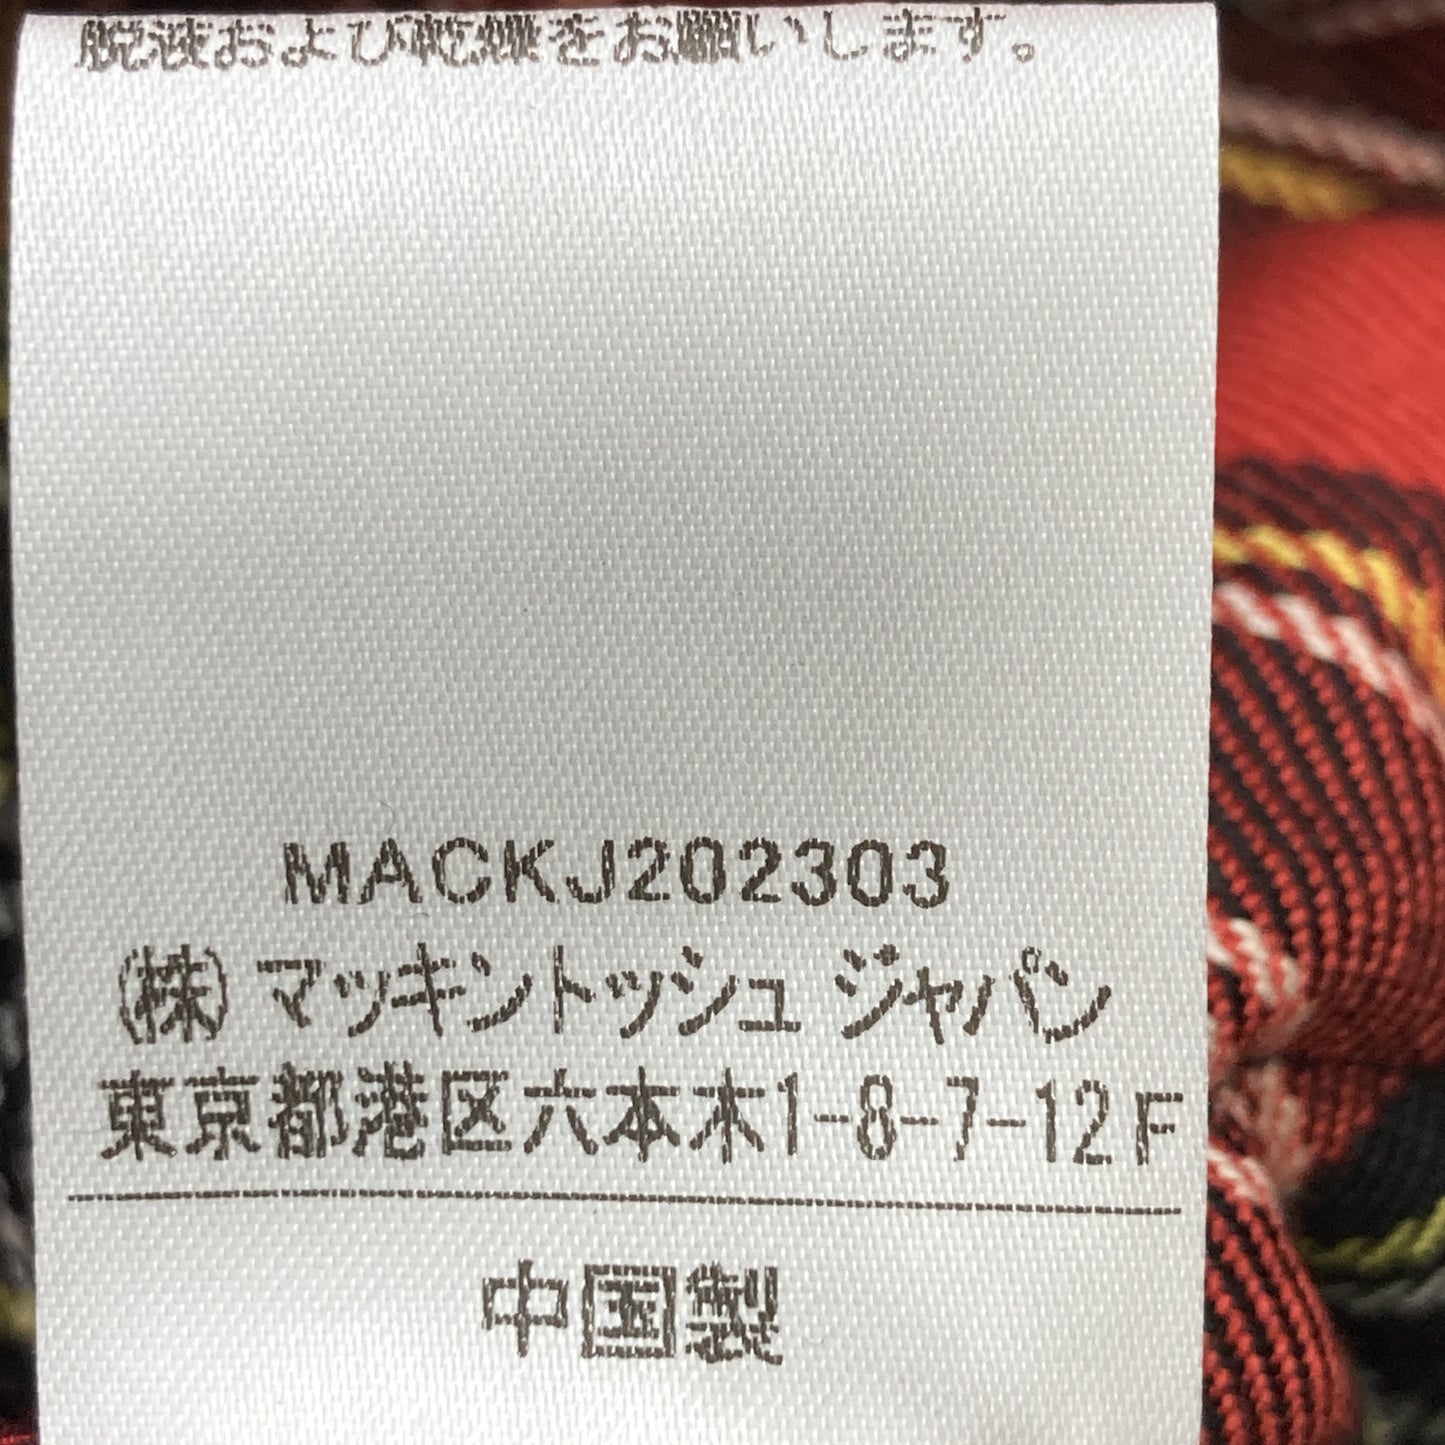 脱液および乾燥をお願いします。
MACKJ202303
(株) マッキントッシュ ジャパン
東京都港区六本木1-8-7-12F
中国製